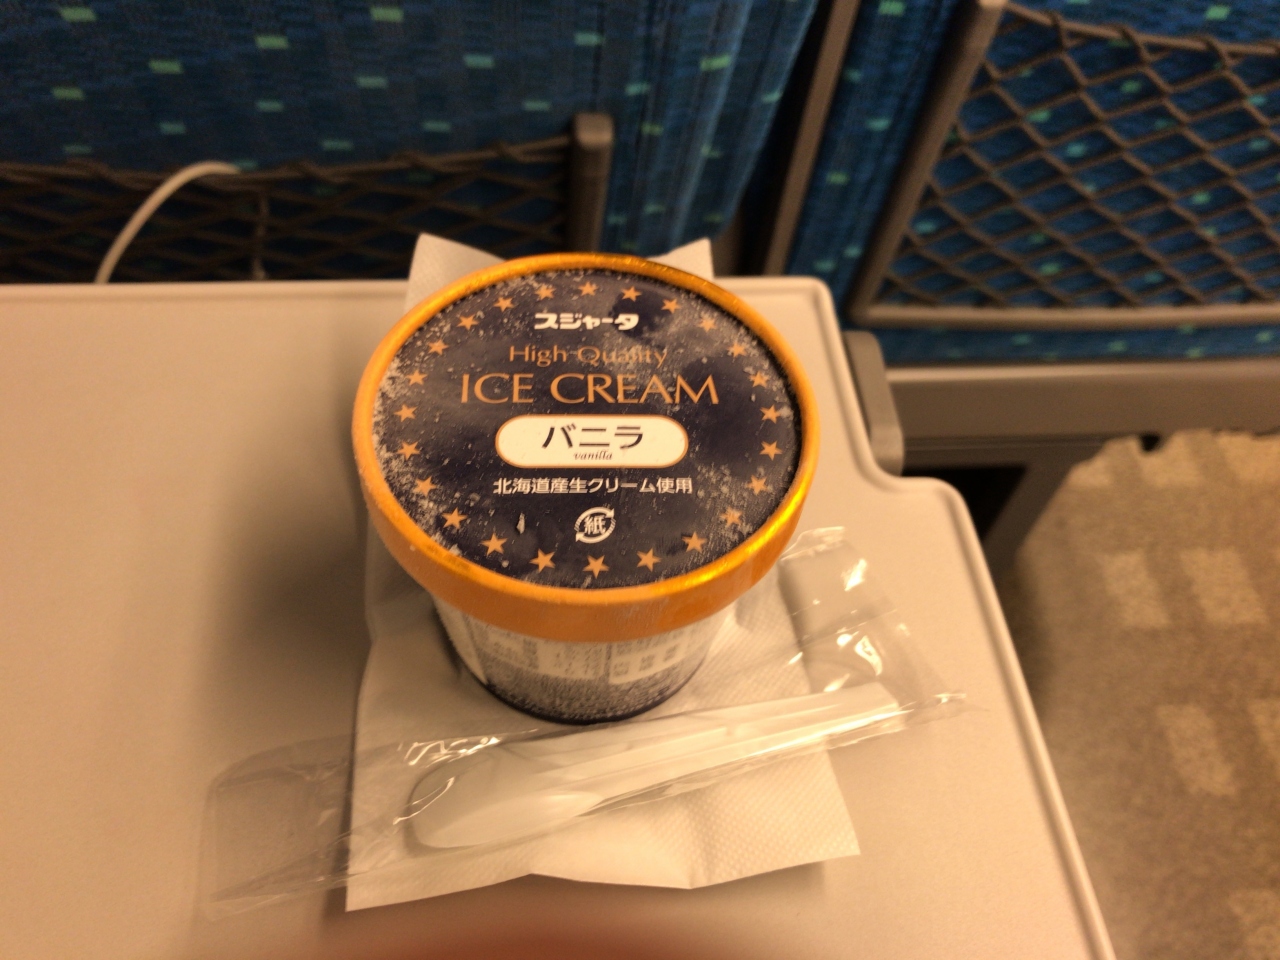 スジャータ
High Quality
ICE CREAM
バニラ
vanilla
北海道産生クリーム使用
紙